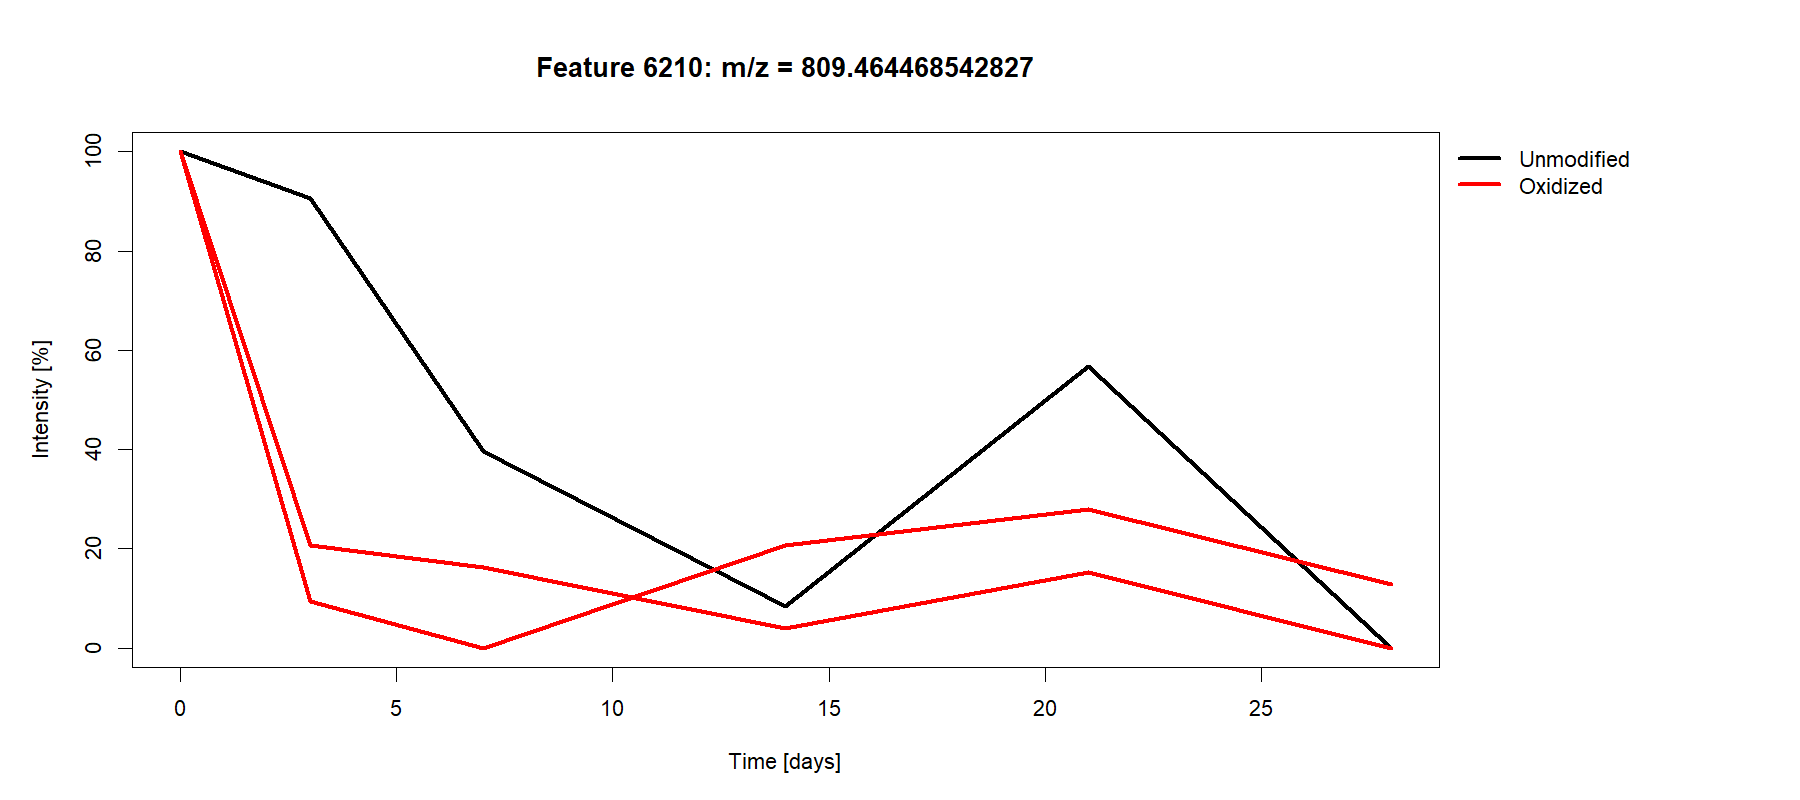 Feature 6210: m/z = 809.464468542827
Unmodified
Oxidized
Intensity [%]
100
80
60
40
20
0
0 5 10 15 20 25
Time [days]